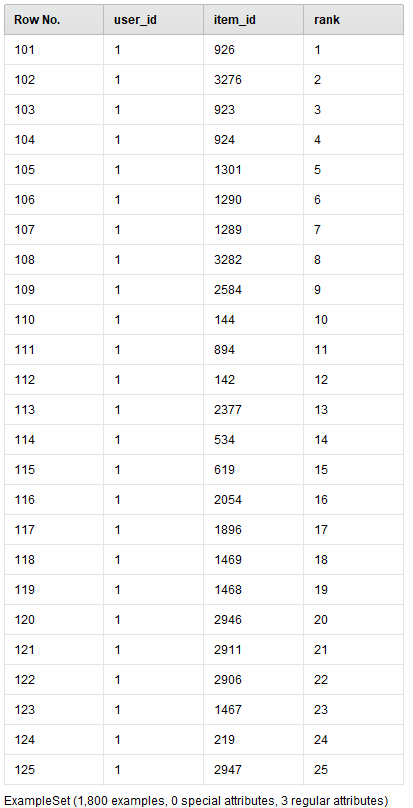 Row No. user_id item_id rank
101 1 926 1
102 1 3276 2
103 1 923 3
104 1 924 4
105 1 1301 5
106 1 1290 6
107 1 1289 7
108 1 3282 8
109 1 2584 9
110 1 144 10
111 1 894 11
112 1 142 12
113 1 2377 13
114 1 534 14
115 1 619 15
116 1 2054 16
117 1 1896 17
118 1 1469 18
119 1 1468 19
120 1 2946 20
121 1 2911 21
122 1 2906 22
123 1 1467 23
124 1 219 24
125 1 2947 25
ExampleSet (1,800 examples, 0 special attributes, 3 regular attributes)